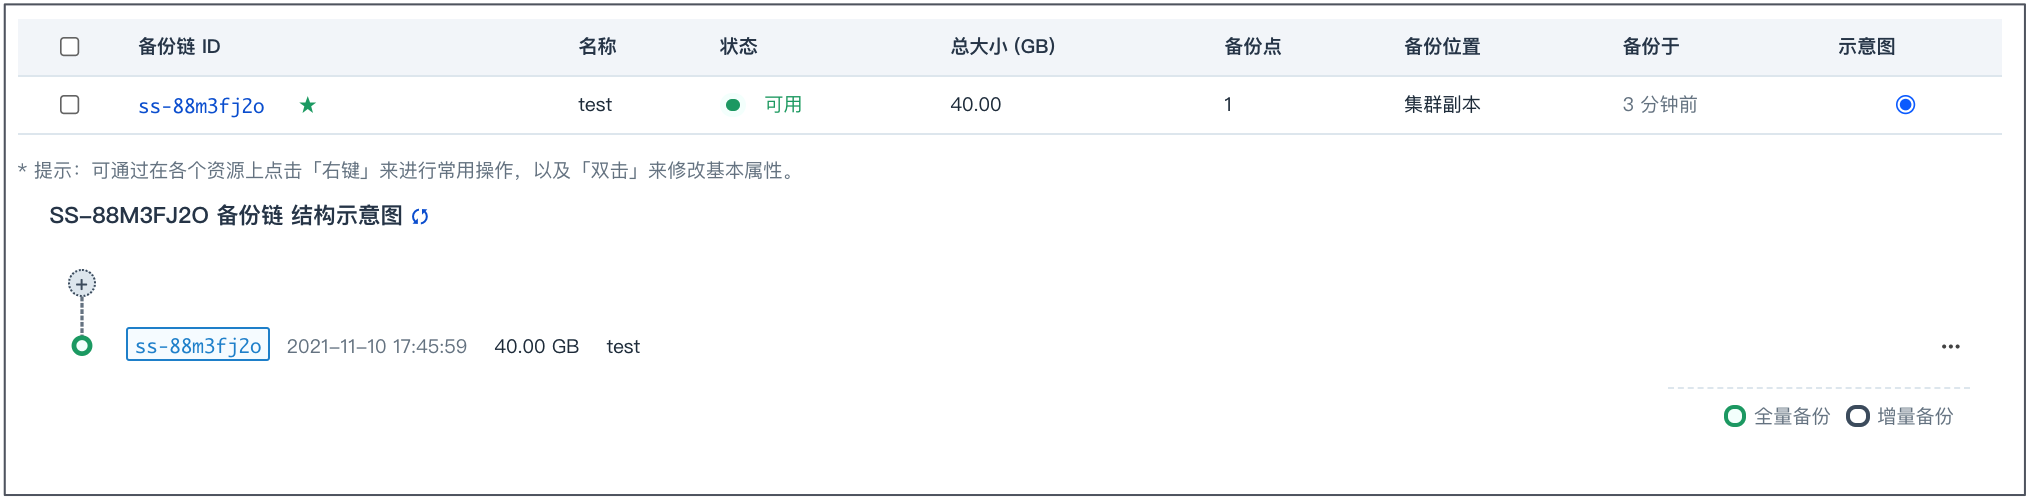 备份链 ID 名称 状态 总大小 (GB) 备份点 备份位置 备份于 示意图
ss-88m3fj2o ★ test 可用 40.00 1 集群副本 3 分钟前
* 提示：可通过在各个资源上点击「右键」来进行常用操作，以及「双击」来修改基本属性。
SS-88M3FJ2O 备份链 结构示意图
+
ss-88m3fj2o 2021-11-10 17:45:59 40.00 GB test ···
全量备份 增量备份